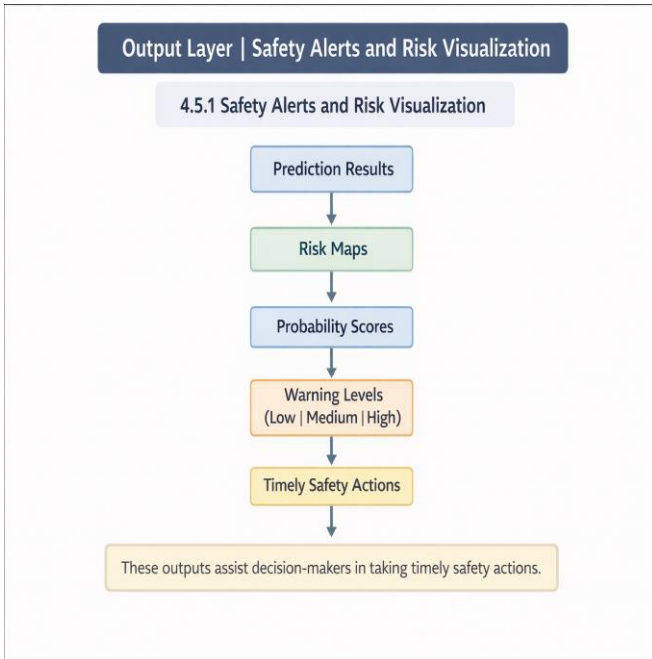 Output Layer | Safety Alerts and Risk Visualization
4.5.1 Safety Alerts and Risk Visualization
Prediction Results
Risk Maps
Probability Scores
Warning Levels
(Low | Medium | High)
Timely Safety Actions
These outputs assist decision-makers in taking timely safety actions.